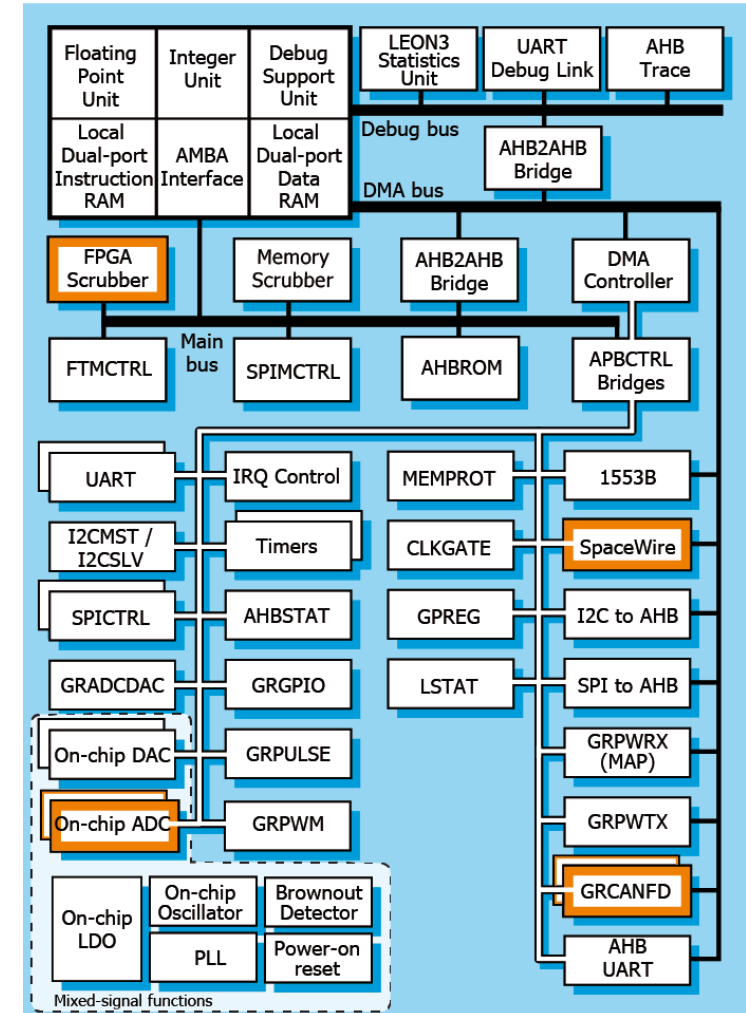 Floating
Point
Unit
Integer
Unit
Debug
Support
Unit
LEON3
Statistics
Unit
UART
Debug Link
AHB
Trace
Debug bus
Local
Dual-port
Instruction
RAM
AMBA
Interface
Local
Dual-port
Data
RAM
AHB2AHB
Bridge
DMA bus
FPGA
Scrubber
Memory
Scrubber
AHB2AHB
Bridge
DMA
Controller
Main
bus
FTMCTRL
SPIMCTRL
AHBROM
APBCTRL
Bridges
UART
IRQ Control
MEMPROT
1553B
I2CMST /
I2CSLV
Timers
CLKGATE
SpaceWire
SPICTRL
AHBSTAT
GPREG
I2C to AHB
GRADCDAC
GRGPIO
LSTAT
SPI to AHB
On-chip DAC
GRPULSE
GRPWRX
(MAP)
On-chip ADC
GRPWM
GRPWTX
On-chip
LDO
On-chip
Oscillator
Brownout
Detector
GRCANFD
PLL
Power-on
reset
AHB
UART
Mixed-signal functions